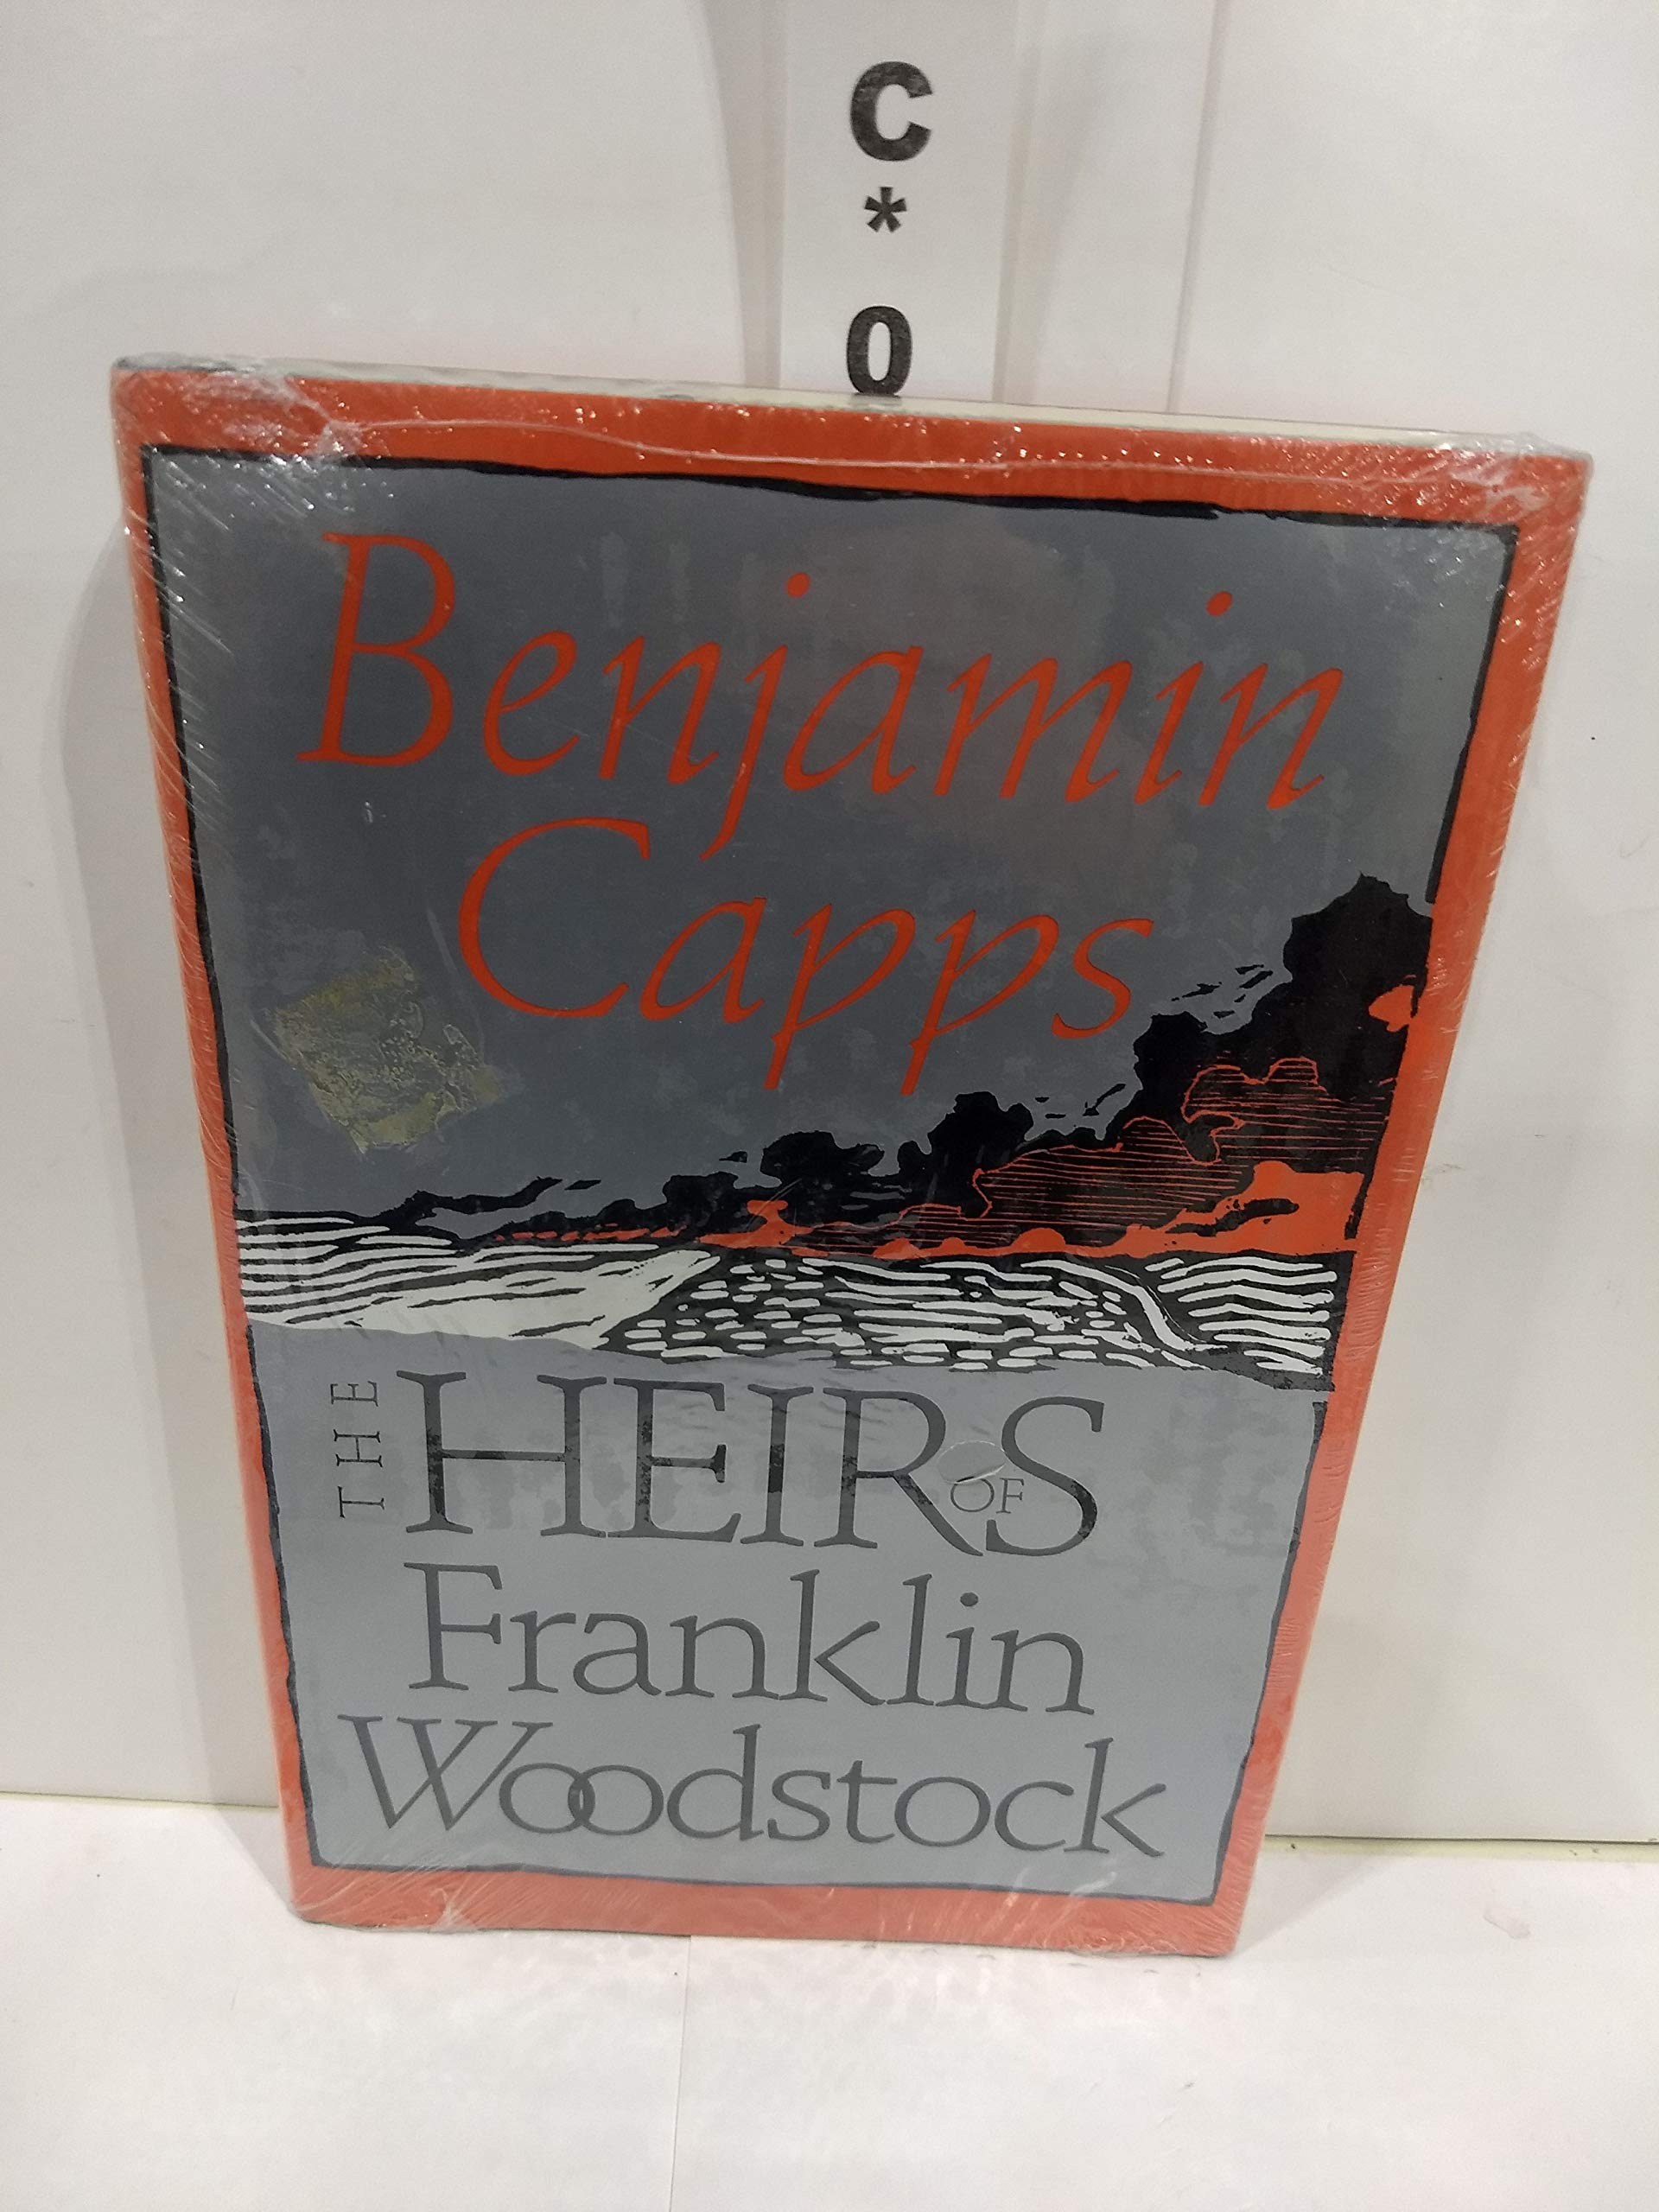 C
*
0
Benjamin
Capps
THE HEIRS OF
Franklin
Woodstock